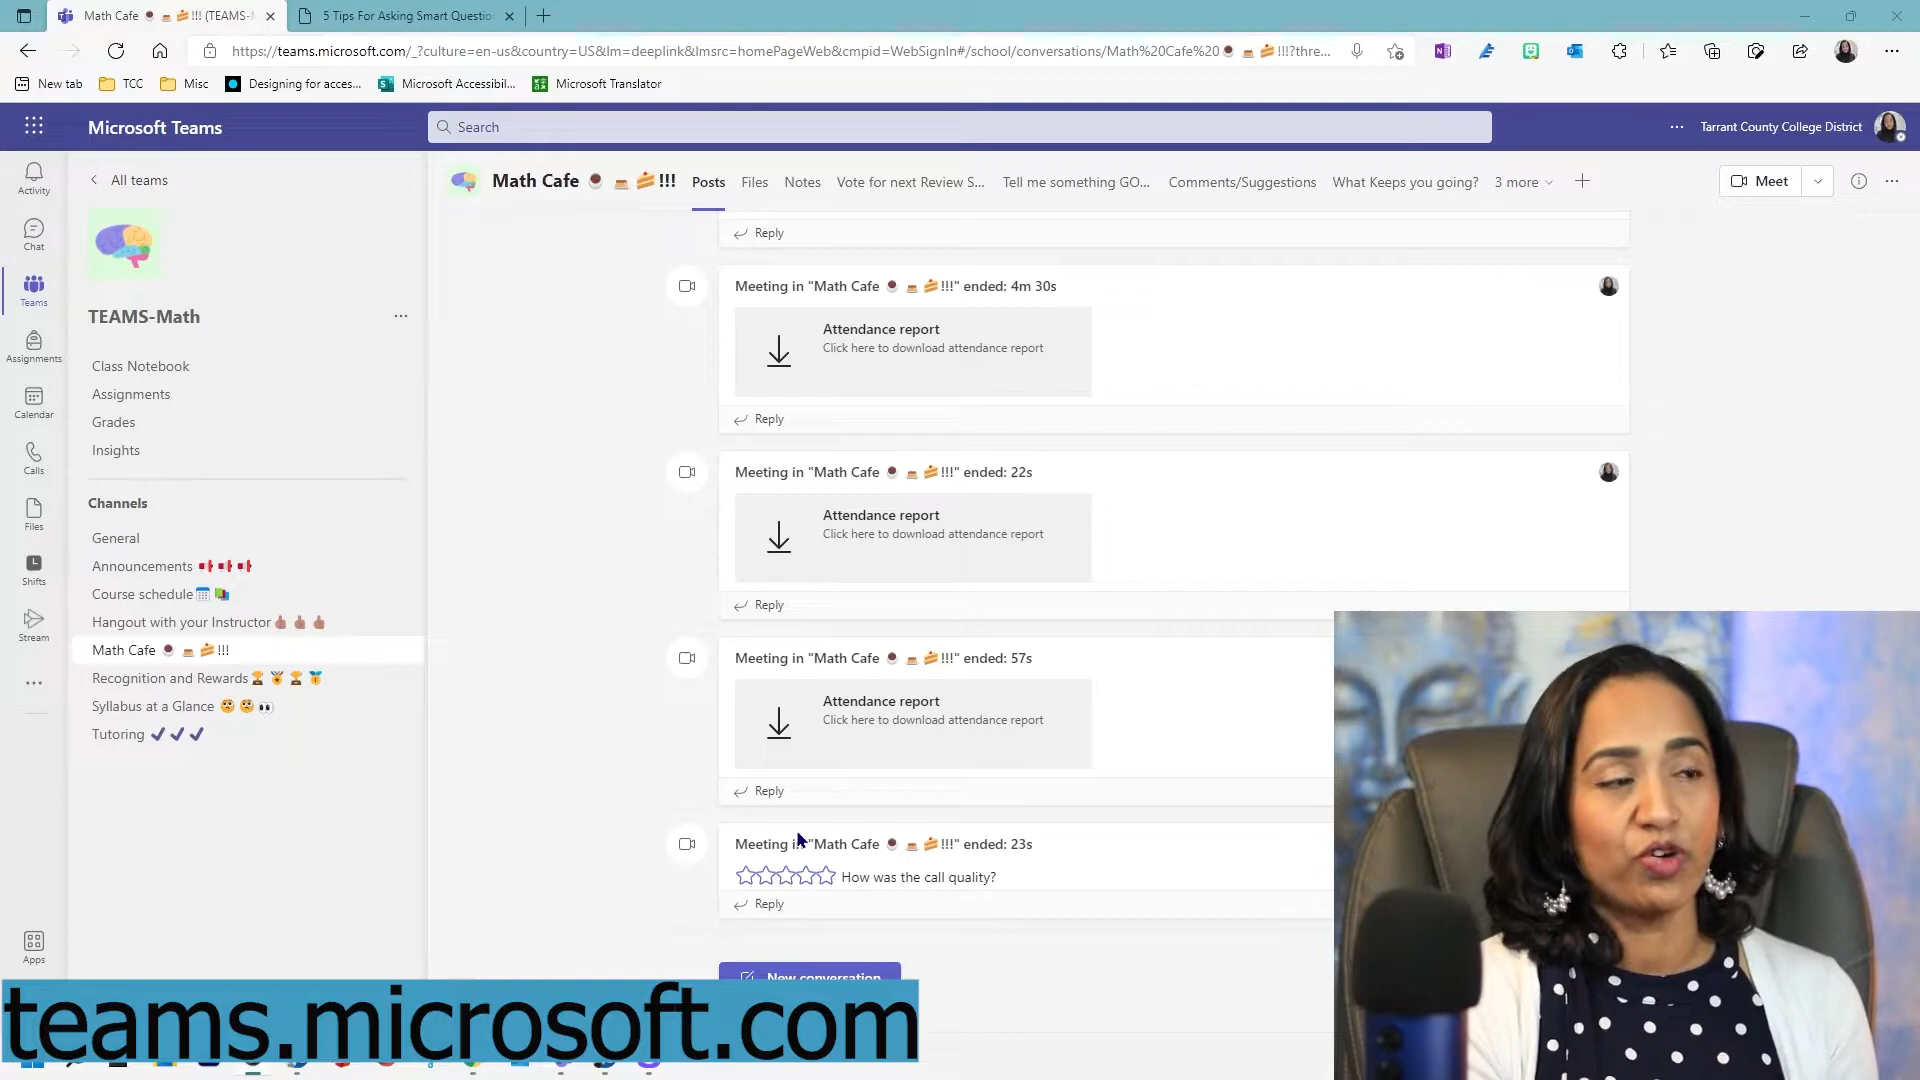 Math Cafe !!! (TEAMS-
5 Tips For Asking Smart Questio
https://teams.microsoft.com/_?culture=en-us&country=US&lm=deeplink&lmsrc=homePageWeb&cmpid=WebSignIn#/school/conversations/Math%20Cafe%20 ☕ 🍮 🍰!!!?thre...
New tab TCC Misc Designing for acces... Microsoft Accessibil... Microsoft Translator
Microsoft Teams
Search
Tarrant County College District
Activity
Chat
Teams
Assignments
Calendar
Calls
Files
Shifts
Stream
Apps
All teams
TEAMS-Math
Class Notebook
Assignments
Grades
Insights
Channels
General
Announcements
Course schedule
Hangout with your Instructor
Math Cafe ☕ 🍮 🍰!!!
Recognition and Rewards
Syllabus at a Glance
Tutoring ✔ ✔ ✔
Math Cafe ☕ 🍮 🍰!!! Posts Files Notes Vote for next Review S... Tell me something GO... Comments/Suggestions What Keeps you going? 3 more
Meet
Reply
Meeting in "Math Cafe ☕ 🍮 🍰!!!" ended: 4m 30s
Attendance report
Click here to download attendance report
Reply
Meeting in "Math Cafe ☕ 🍮 🍰!!!" ended: 22s
Attendance report
Click here to download attendance report
Reply
Meeting in "Math Cafe ☕ 🍮 🍰!!!" ended: 57s
Attendance report
Click here to download attendance report
Reply
Meeting in "Math Cafe ☕ 🍮 🍰!!!" ended: 23s
How was the call quality?
Reply
New conversation
teams.microsoft.com